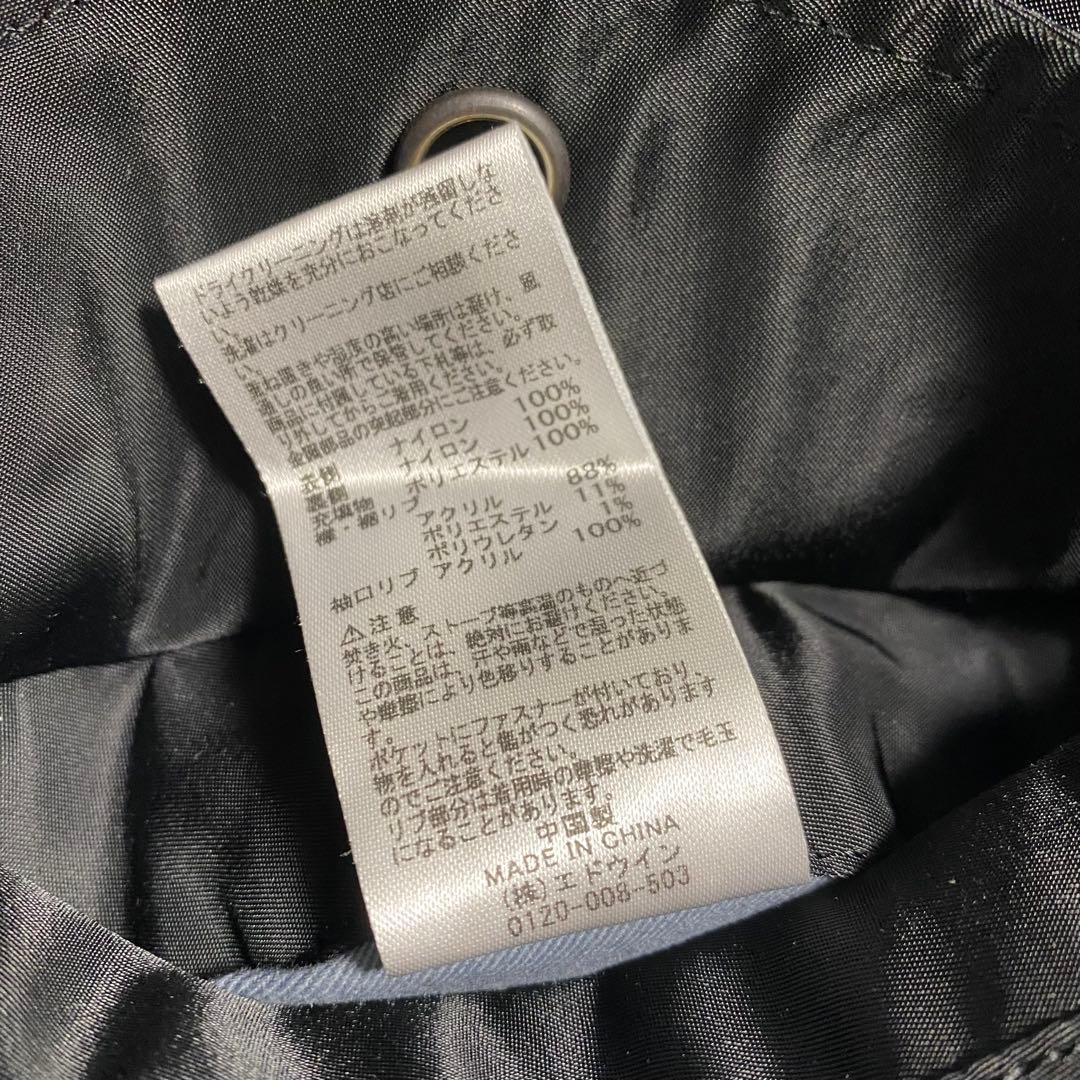 ドライクリーニングは溶剤が残留しな
いよう乾燥を充分におこなってくださ
い。
洗濯はクリーニング店にご相談くださ
い。
重ね置きや湿度の高い場所は避け、風
通しの良い所で保管してください。
商品に付属している下札等は、必ず取
り外してからご着用ください。
金属部品の突起部分にご注意ください。
表側 ナイロン 100%
裏側 ナイロン 100%
充填物 ポリエステル 100%
衿・裾リブ アクリル 88%
ポリエステル 11%
ポリウレタン 1%
袖口リブ アクリル 100%
⚠注意
焚き火、ストーブ等高温のものへ近づ
けることは、絶対にお避けください。
この商品は、汗や雨などで湿った状態
や摩擦により色移りすることがありま
す。
ポケットにファスナーが付いており、
物を入れると傷がつく恐れがあります
のでご注意ください。
リブ部分は着用時の摩擦や洗濯で毛玉
になることがあります。
中国製
MADE IN CHINA
(株)エドウイン
0120-008-503